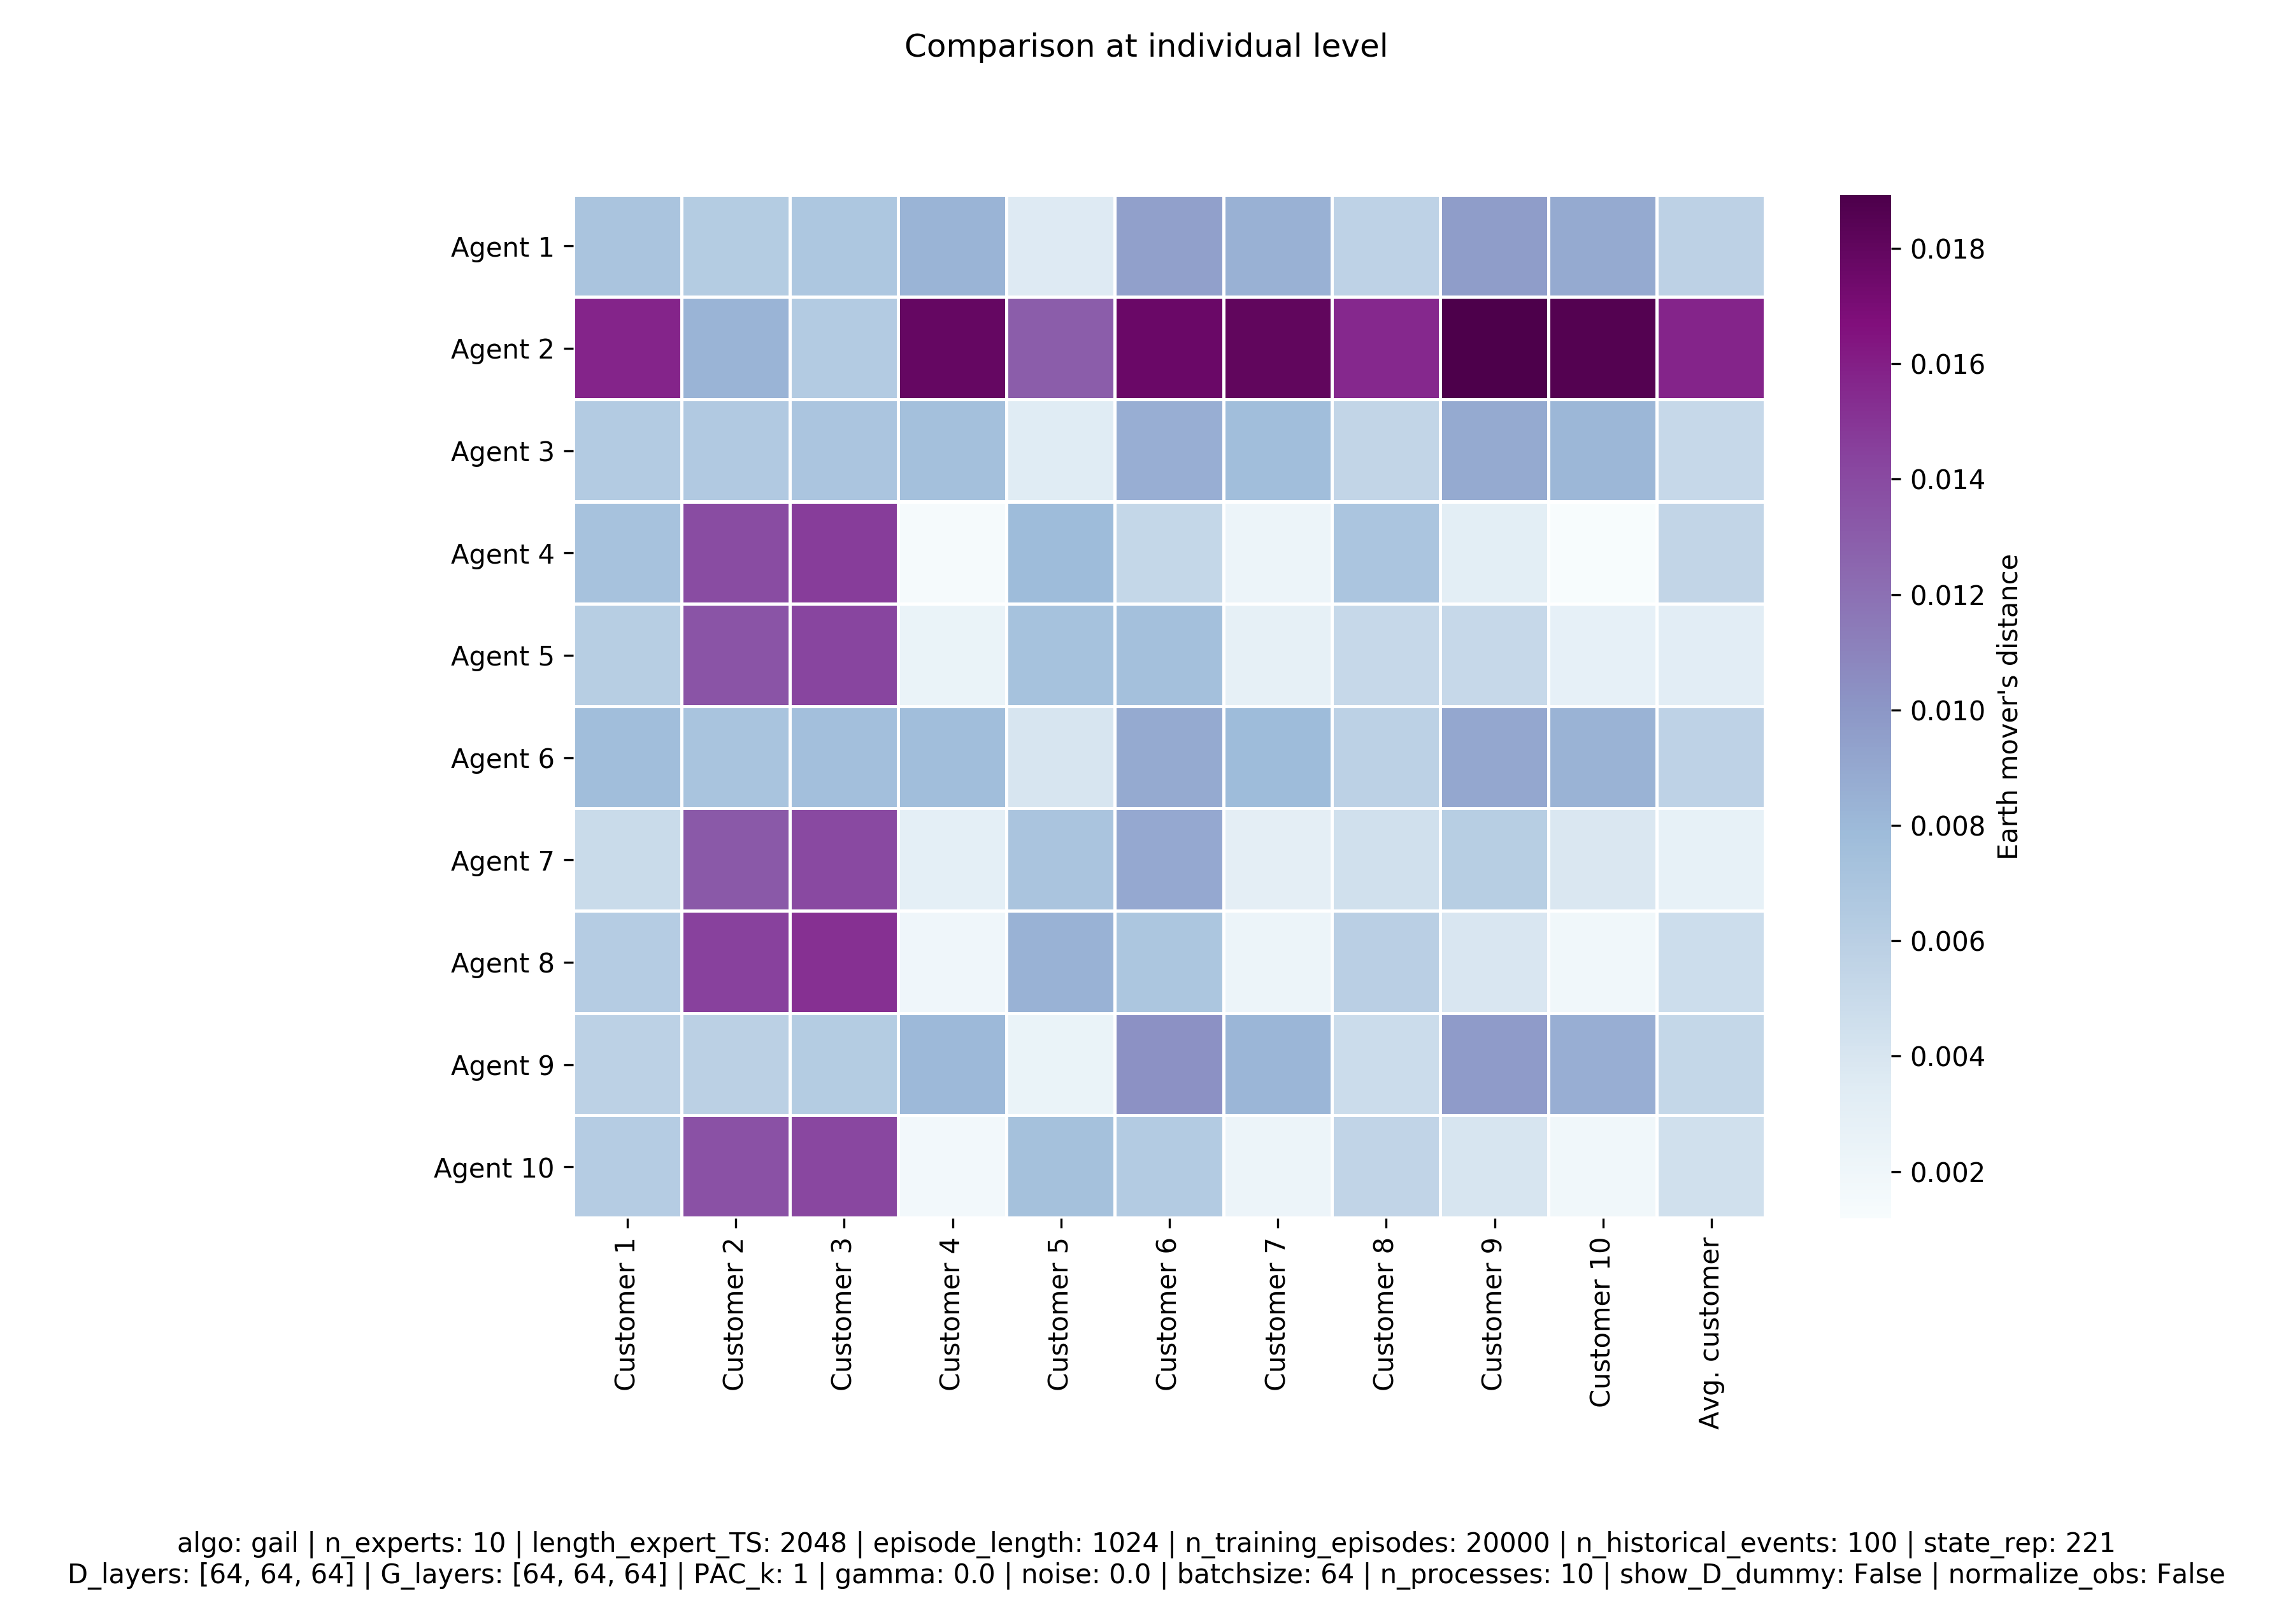 Comparison at individual level
Agent 1
Agent 2
Agent 3
Agent 4
Agent 5
Agent 6
Agent 7
Agent 8
Agent 9
Agent 10
Customer 1
Customer 2
Customer 3
Customer 4
Customer 5
Customer 6
Customer 7
Customer 8
Customer 9
Customer 10
Avg. customer
0.018
0.016
0.014
0.012
0.010
0.008
0.006
0.004
0.002
Earth mover's distance
algo: gail | n_experts: 10 | length_expert_TS: 2048 | episode_length: 1024 | n_training_episodes: 20000 | n_historical_events: 100 | state_rep: 221
D_layers: [64, 64, 64] | G_layers: [64, 64, 64] | PAC_k: 1 | gamma: 0.0 | noise: 0.0 | batchsize: 64 | n_processes: 10 | show_D_dummy: False | normalize_obs: False